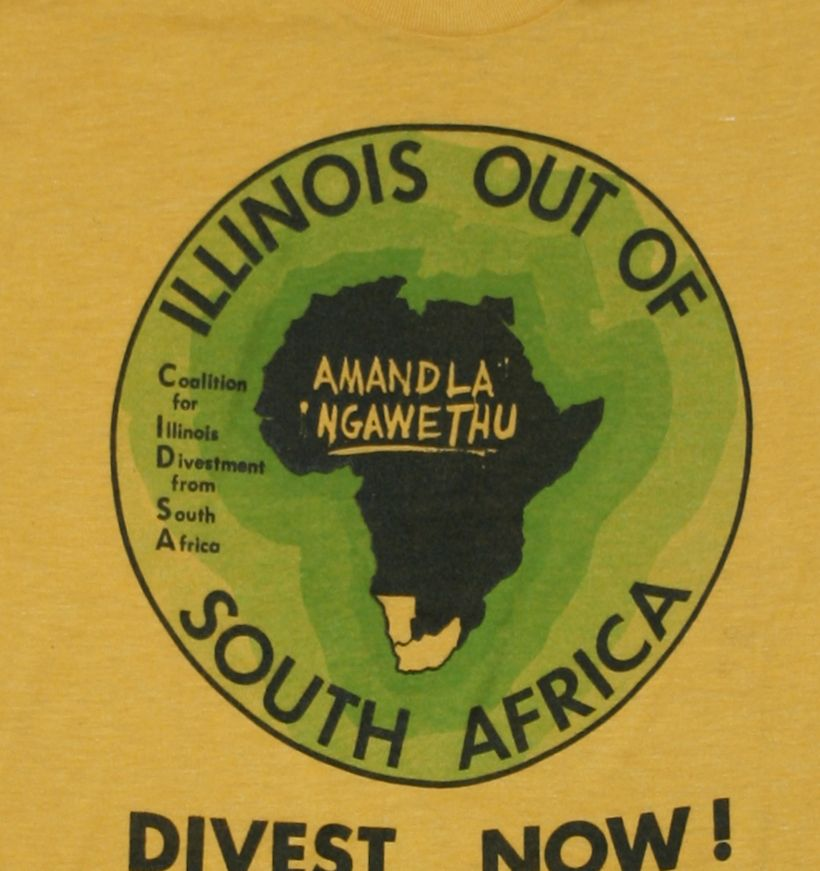 ILLINOIS OUT OF
AMANDLA
'NGAWETHU
Coalition
for
Illinois
Divestment
from
South
Africa
SOUTH AFRICA
DIVEST NOW!